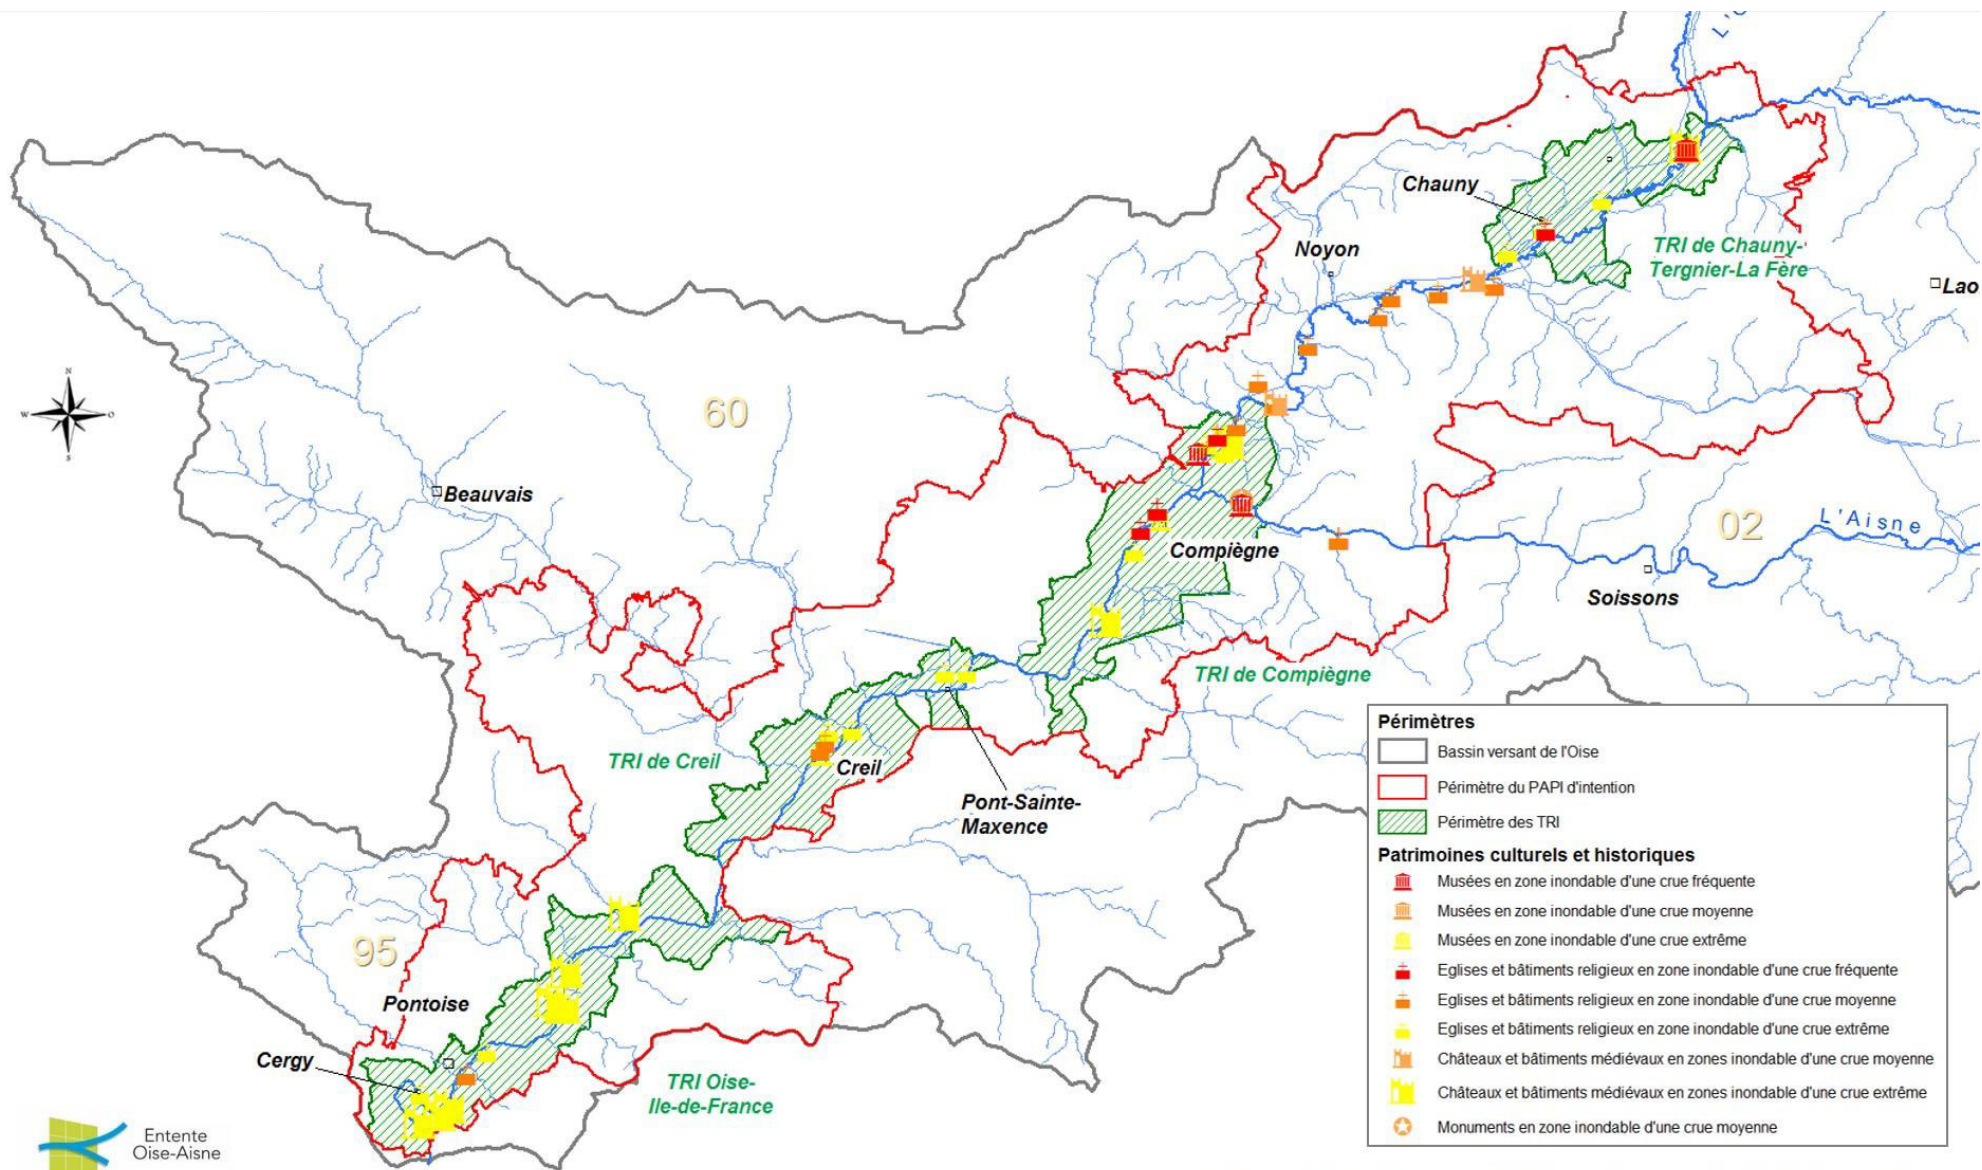 L'O
Chauny
Noyon
TRI de Chauny-
Tergnier-La Fère
Lao
N
W
O
S
60
Beauvais
02
L'Aisne
Compiègne
Soissons
TRI de Compiègne
TRI de Creil
Creil
Pont-Sainte-
Maxence
95
Pontoise
Cergy
TRI Oise-
Ile-de-France
Entente
Oise-Aisne
Périmètres
Bassin versant de l'Oise
Périmètre du PAPI d'intention
Périmètre des TRI
Patrimoines culturels et historiques
Musées en zone inondable d'une crue fréquente
Musées en zone inondable d'une crue moyenne
Musées en zone inondable d'une crue extrême
Eglises et bâtiments religieux en zone inondable d'une crue fréquente
Eglises et bâtiments religieux en zone inondable d'une crue moyenne
Eglises et bâtiments religieux en zone inondable d'une crue extrême
Châteaux et bâtiments médiévaux en zones inondable d'une crue moyenne
Châteaux et bâtiments médiévaux en zones inondable d'une crue extrême
Monuments en zone inondable d'une crue moyenne